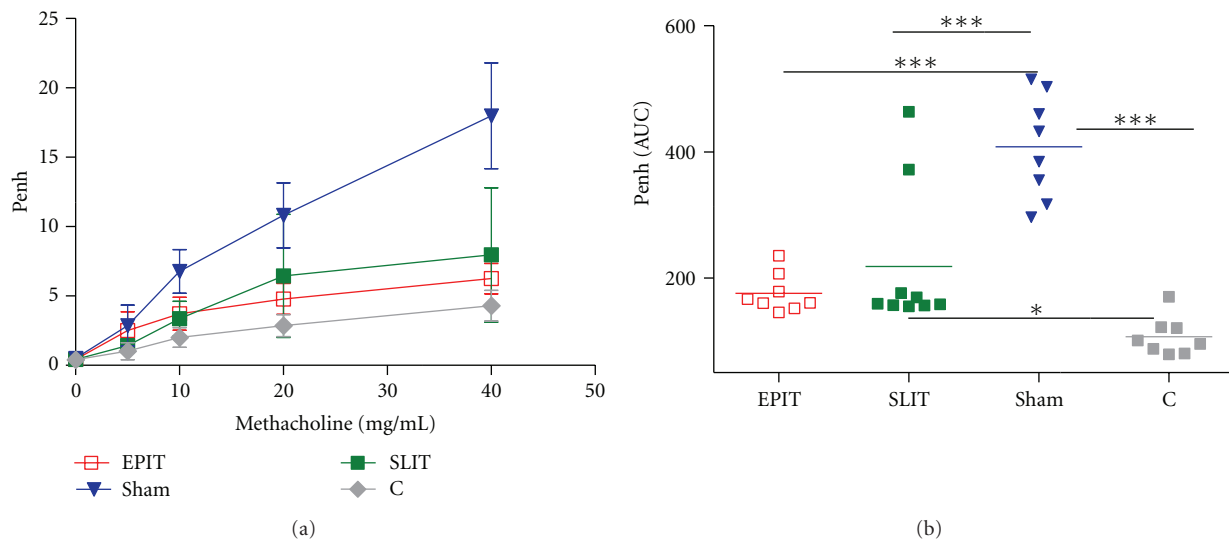 25
20
15
10
5
0
Penh
0
10
20
30
40
50
Methacholine (mg/mL)
EPIT
Sham
SLIT
C
(a)
600
400
200
Penh (AUC)
∗∗∗
∗∗∗
∗∗∗
∗
EPIT
SLIT
Sham
C
(b)